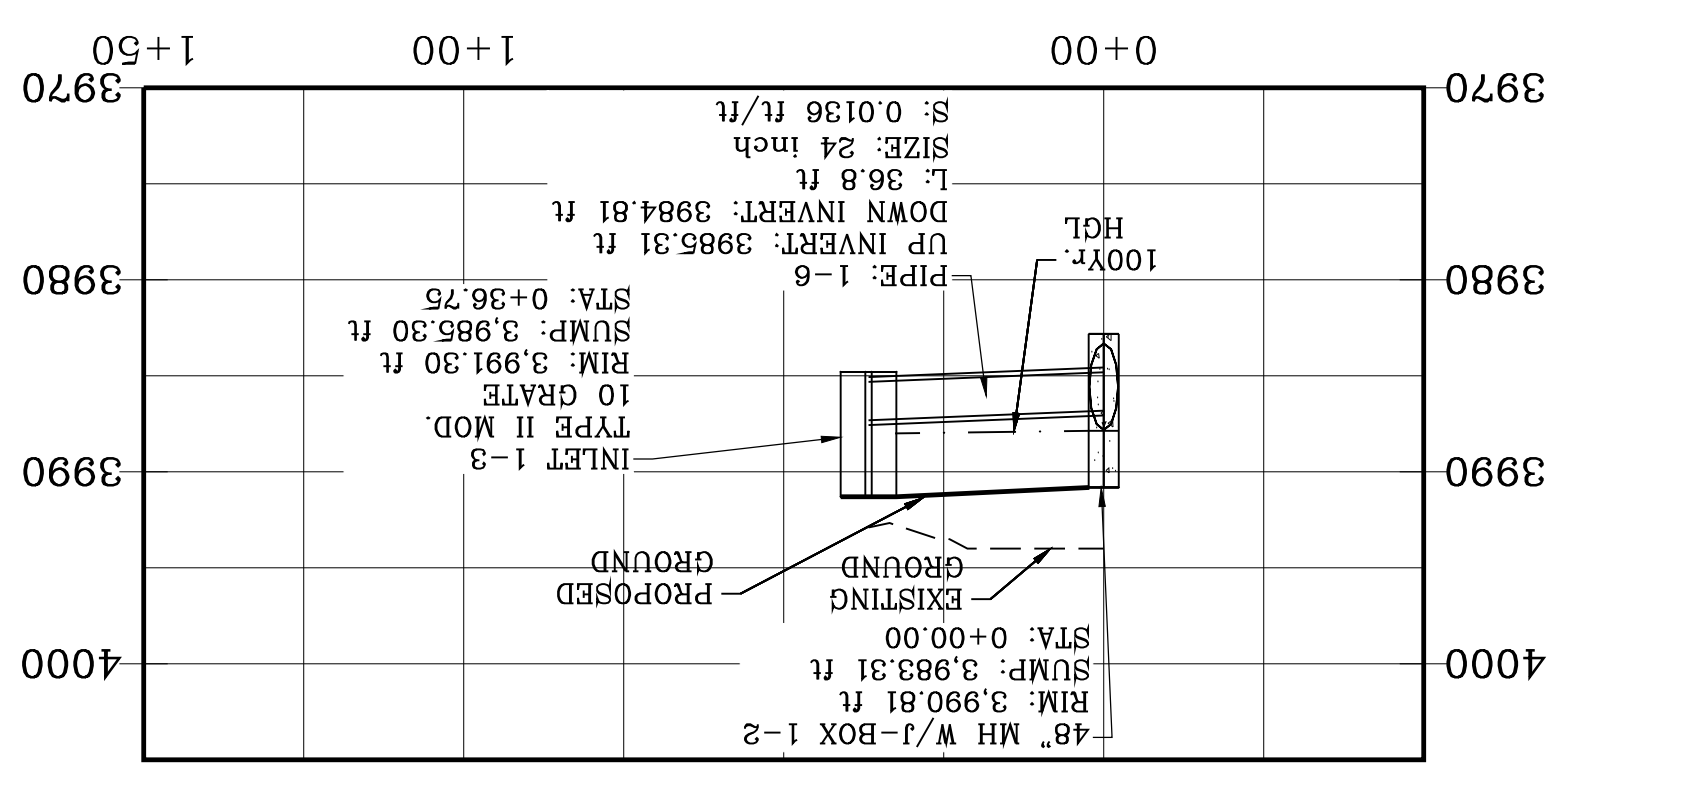 48" MH W/J-BOX 1-2
RIM: 3,990.81 ft
SUMP: 3,983.31 ft
STA: 0+00.00
4000
4000
EXISTING
GROUND
PROPOSED
GROUND
3990
3990
INLET 1-3
TYPE II MOD.
10 GRATE
RIM: 3,991.30 ft
SUMP: 3,985.30 ft
STA: 0+36.75
3980
3980
100Yr.
HGL
PIPE: 1-6
UP INVERT: 3985.31 ft
DOWN INVERT: 3984.81 ft
L: 36.8 ft
SIZE: 24 inch
S: 0.0136 ft/ft
3970
3970
0+00
1+00
1+50